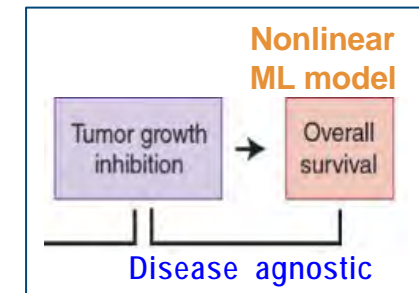 Nonlinear
ML model
Tumor growth
inhibition
Overall
survival
Disease agnostic